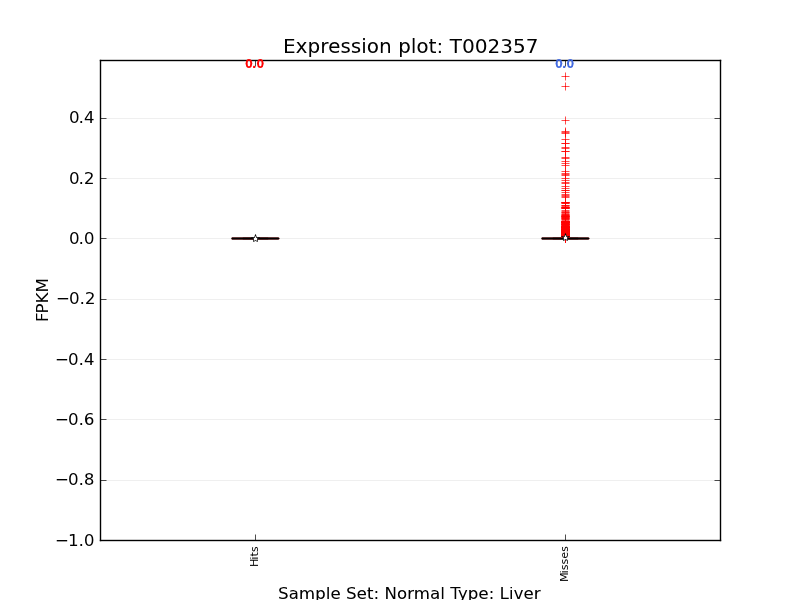 Expression plot: T002357
0.0
0.0
0.4
0.2
0.0
−0.2
−0.4
−0.6
−0.8
−1.0
FPKM
Hits
Misses
Sample Set: Normal Type: Liver